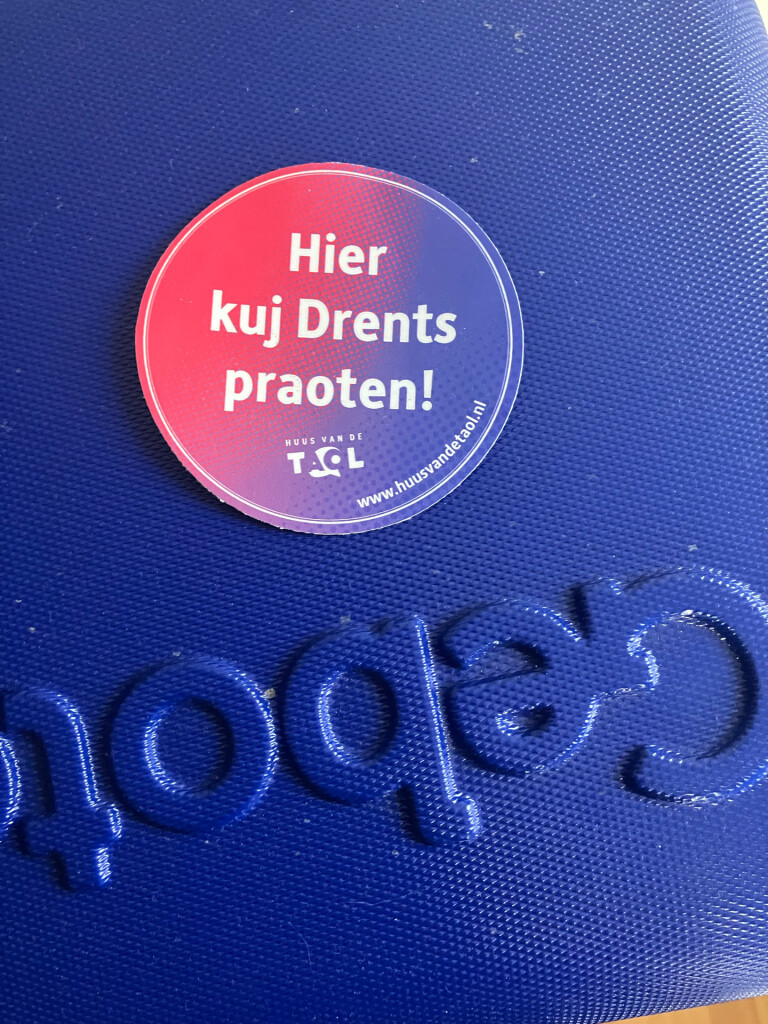 Hier
kuj Drents
praoten!
HUUS VAN DE
TAOL
www.huusvandetaol.nl